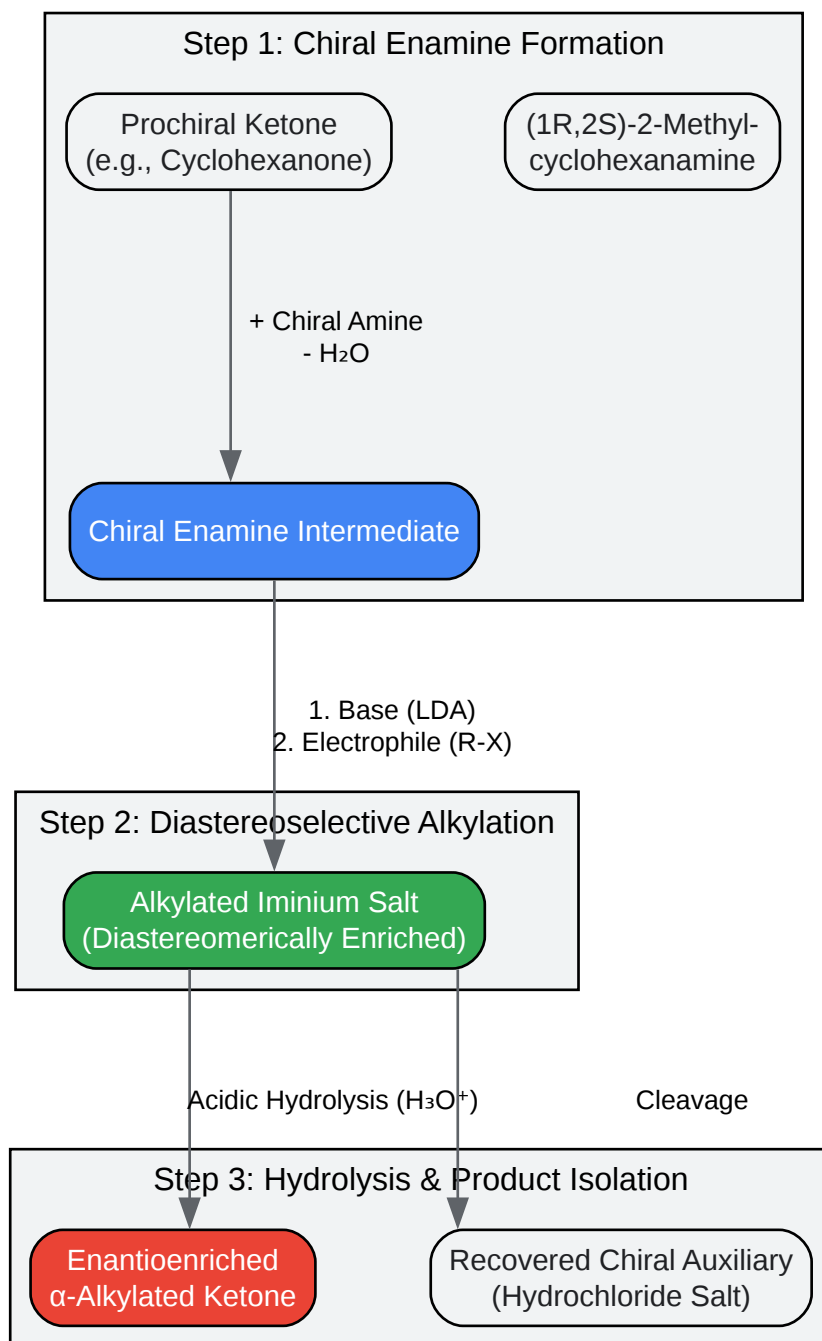 Step 1: Chiral Enamine Formation
Prochiral Ketone
(e.g., Cyclohexanone)
(1R,2S)-2-Methyl-
cyclohexanamine
+ Chiral Amine
- H₂O
Chiral Enamine Intermediate
1. Base (LDA)
2. Electrophile (R-X)
Step 2: Diastereoselective Alkylation
Alkylated Iminium Salt
(Diastereomerically Enriched)
Acidic Hydrolysis (H₃O⁺)
Cleavage
Step 3: Hydrolysis & Product Isolation
Enantioenriched
α-Alkylated Ketone
Recovered Chiral Auxiliary
(Hydrochloride Salt)